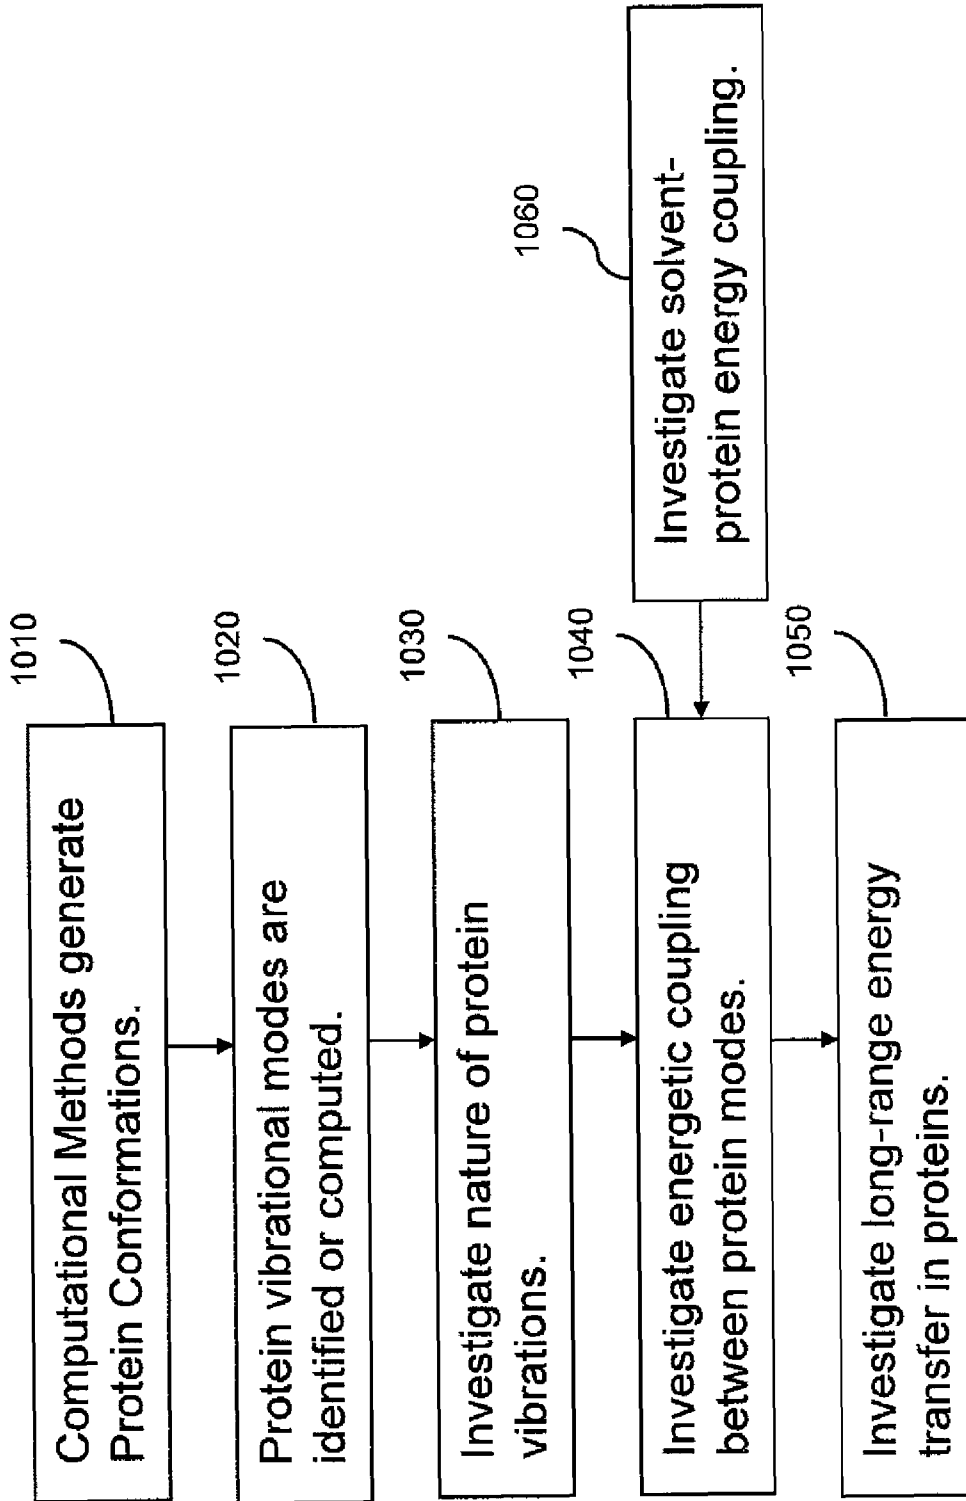 1010
Computational Methods generate
Protein Conformations.
1020
Protein vibrational modes are
identified or computed.
1030
Investigate nature of protein
vibrations.
1040
Investigate energetic coupling
between protein modes.
1060
Investigate solvent-
protein energy coupling.
1050
Investigate long-range energy
transfer in proteins.